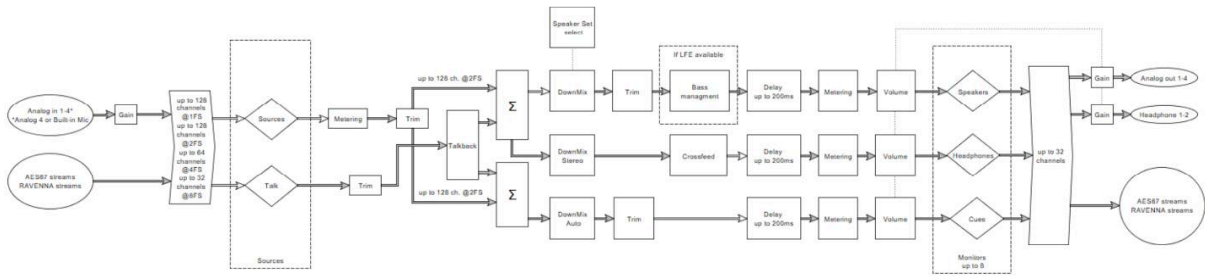 Speaker Set
select
If LFE available
up to 128 ch. @2FS
Analog in 1-4*
*Analog 4 or Built-in Mic
Gain
up to 128
channels
@1FS
up to 128
channels
@2FS
up to 64
channels
@4FS
up to 32
channels
@8FS
Sources
Metering
Trim
Talkback
Σ
DownMix
Trim
Bass
managment
Delay
up to 200ms
Metering
Volume
Speakers
Gain
Analog out 1-4
Gain
Headphone 1-2
DownMix
Stereo
Crossfeed
Delay
up to 200ms
Metering
Volume
Headphones
up to 32
channels
AES67 streams
RAVENNA streams
Talk
Trim
up to 128 ch. @2FS
Σ
DownMix
Auto
Trim
Delay
up to 200ms
Metering
Volume
Cues
AES67 streams
RAVENNA streams
Sources
Monitors
up to 8